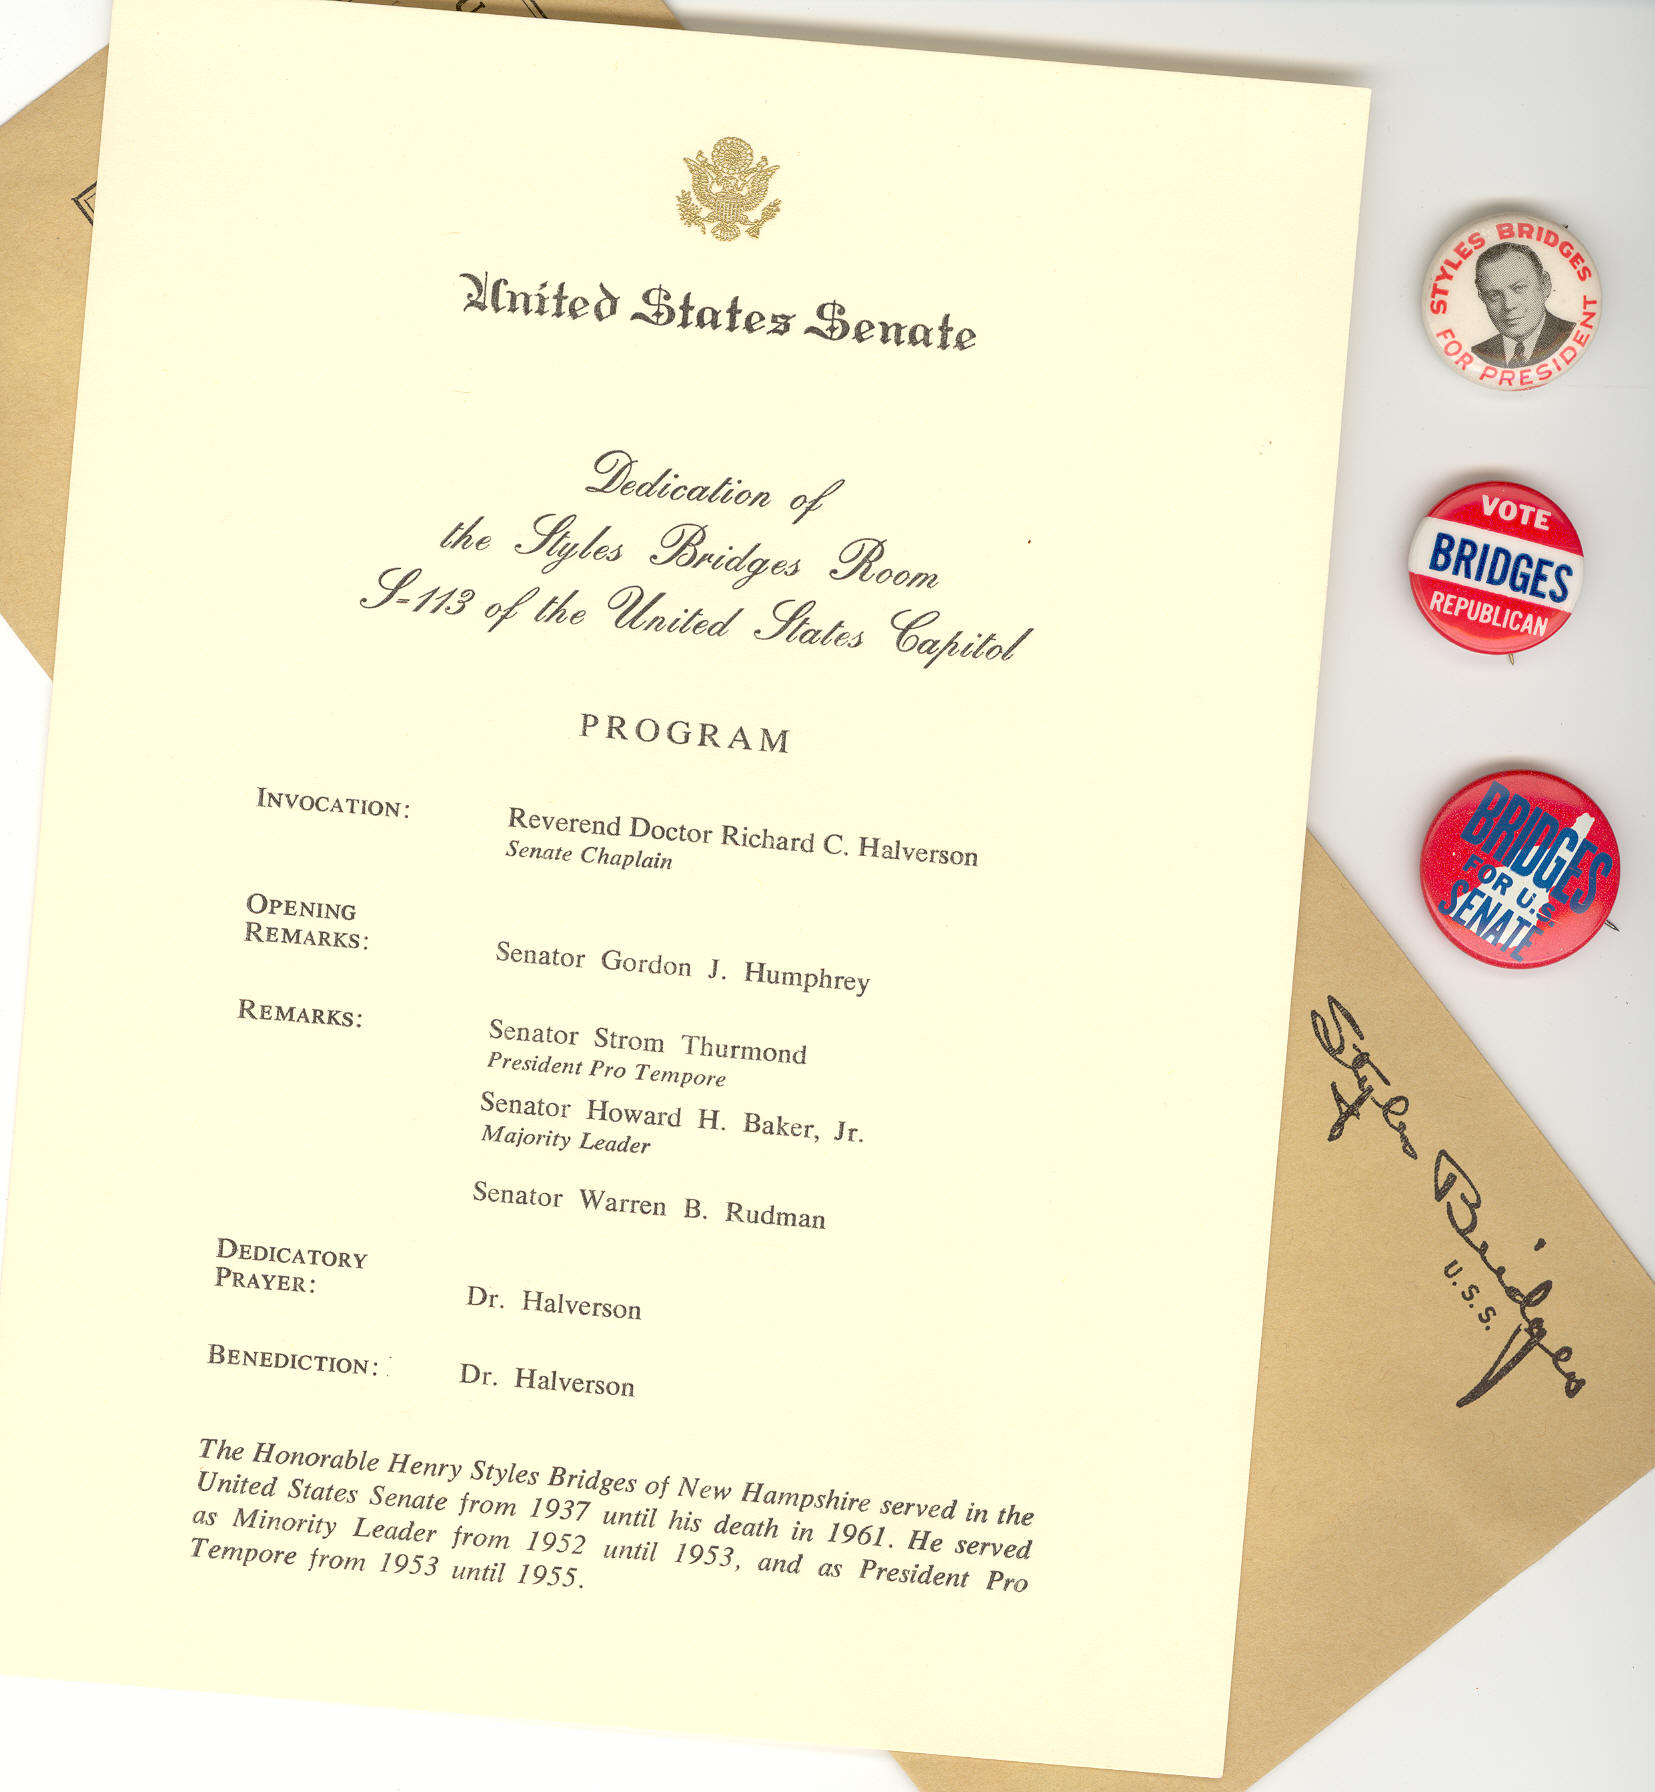 United States Senate
Dedication of
the Styles Bridges Room
S-113 of the United States Capitol
PROGRAM
INVOCATION: Reverend Doctor Richard C. Halverson
Senate Chaplain
OPENING
REMARKS: Senator Gordon J. Humphrey
REMARKS: Senator Strom Thurmond
President Pro Tempore
Senator Howard H. Baker, Jr.
Majority Leader
Senator Warren B. Rudman
DEDICATORY
PRAYER: Dr. Halverson
BENEDICTION: Dr. Halverson
The Honorable Henry Styles Bridges of New Hampshire served in the
United States Senate from 1937 until his death in 1961. He served
as Minority Leader from 1952 until 1953, and as President Pro
Tempore from 1953 until 1955.
STYLES BRIDGES
FOR PRESIDENT
VOTE
BRIDGES
REPUBLICAN
BRIDGES
FOR U.S.
SENATE
Styles Bridges
U.S.S.